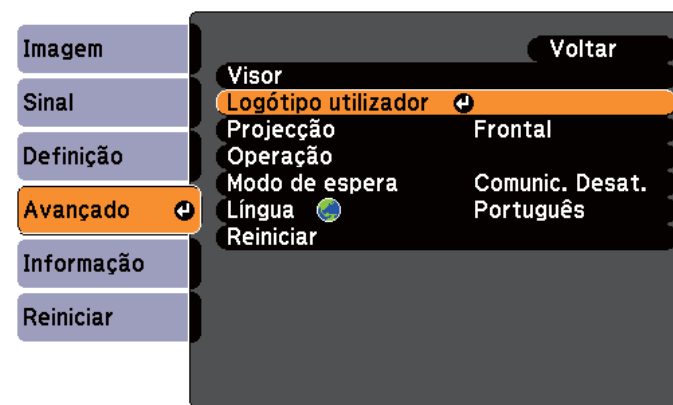 Imagem
Sinal
Definição
Avançado
Informação
Reiniciar
Voltar
Visor
Logótipo utilizador
Projecção Frontal
Operação
Modo de espera Comunic. Desat.
Língua Português
Reiniciar